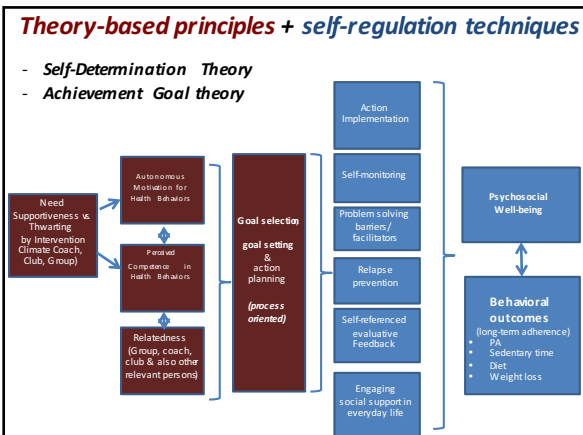 Theory-based principles + self-regulation techniques
- Self-Determination Theory
- Achievement Goal theory
Need
Supportiveness vs.
Thwarting
by Intervention
Climate Coach,
Club, Group)
Autonomous
Motivation for
Health Behaviors
Perceived
Competence in
Health Behaviors
Relatedness
(Group, coach,
club & also other
relevant persons)
Goal selection,
goal setting
&
action
planning
(process
oriented)
Action
Implementation
Self-monitoring
Problem solving
barriers/
facilitators
Relapse
prevention
Self-referenced
evaluative
Feedback
Engaging
social support in
everyday life
Psychosocial
Well-being
Behavioral
outcomes
(long-term adherence)
• PA
• Sedentary time
• Diet
• Weight loss